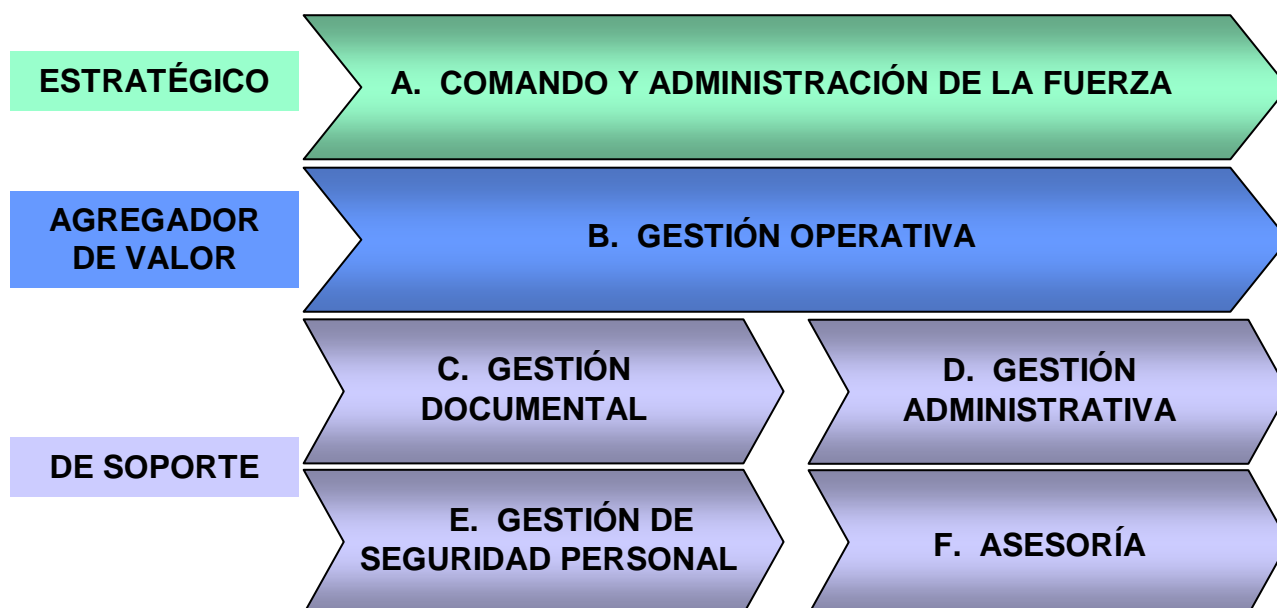 ESTRATÉGICO
A. COMANDO Y ADMINISTRACIÓN DE LA FUERZA
AGREGADOR
DE VALOR
B. GESTIÓN OPERATIVA
DE SOPORTE
C. GESTIÓN
DOCUMENTAL
D. GESTIÓN
ADMINISTRATIVA
E. GESTIÓN DE
SEGURIDAD PERSONAL
F. ASESORÍA